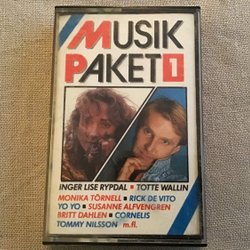 MUSIK
PAKET 1
INGER LISE RYPDAL ▪ TOTTE WALLIN
MONIKA TÖRNELL ▪ RICK DE VITO
YO YO ▪ SUSANNE ALFVENGREN
BRITT DAHLEN ▪ CORNELIS
TOMMY NILSSON ▪ m.fl.